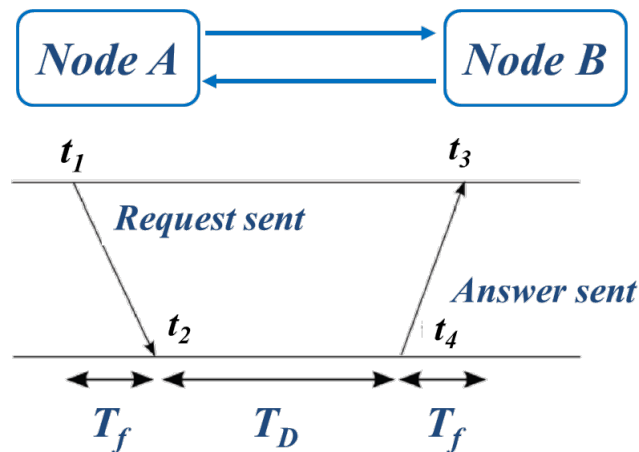 Node A
Node B
t1
t3
Request sent
Answer sent
t2
t4
Tf
TD
Tf